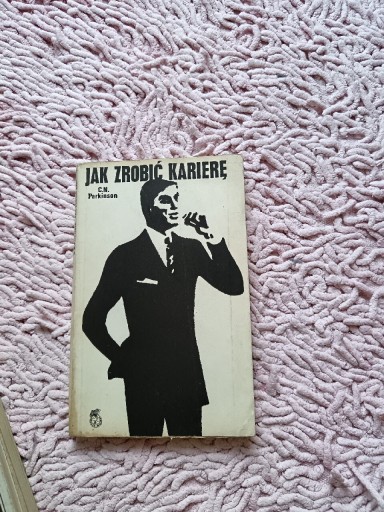 JAK ZROBIĆ KARIERĘ
C.N.
Parkinson